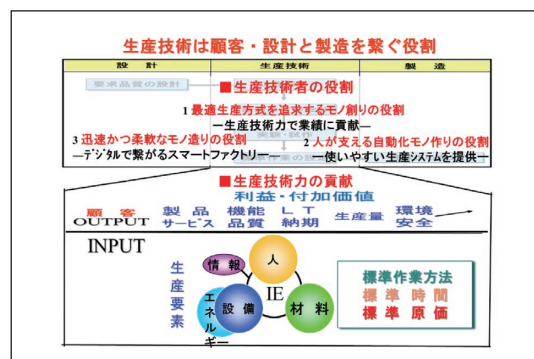 生産技術は顧客・設計と製造を繋ぐ役割
設 計 生産技術 製 造
要求品質の設計
■生産技術者の役割
1 最適生産方式を追求するモノ創りの役割
―生産技術力で業績に貢献―
3 迅速かつ柔軟なモノ造りの役割 2 人が支える自動化モノ作りの役割
―デジタルで繋がるスマートファクトリー― ―使いやすい生産システムを提供―
■生産技術力の貢献
利益・付加価値
顧 客 製 品 機能 LT 生産量 環境
OUTPUT サービス 品質 納期 安全
INPUT
生産要素
情報
人
IE
設備
材料
エネルギー
標準作業方法
標準時間
標準原価